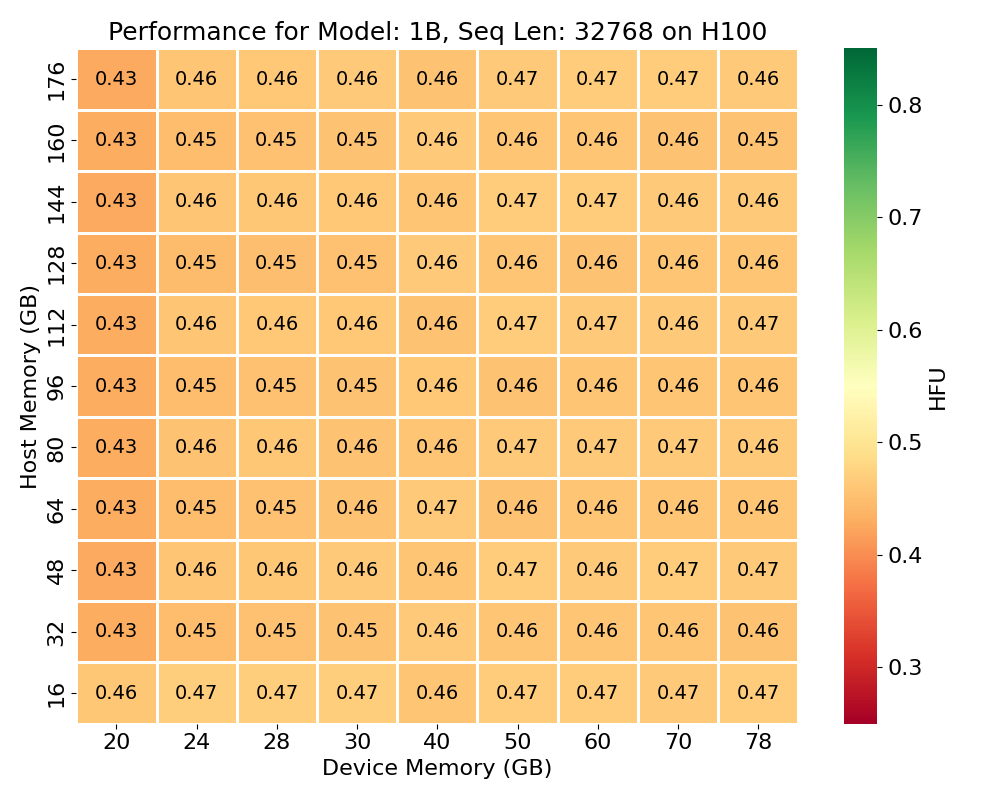 Performance for Model: 1B, Seq Len: 32768 on H100
Host Memory (GB)
176 0.43 0.46 0.46 0.46 0.46 0.47 0.47 0.47 0.46
160 0.43 0.45 0.45 0.45 0.46 0.46 0.46 0.46 0.45
144 0.43 0.46 0.46 0.46 0.46 0.47 0.47 0.46 0.46
128 0.43 0.45 0.45 0.45 0.46 0.46 0.46 0.46 0.46
112 0.43 0.46 0.46 0.46 0.46 0.47 0.47 0.46 0.47
96 0.43 0.45 0.45 0.45 0.46 0.46 0.46 0.46 0.46
80 0.43 0.46 0.46 0.46 0.46 0.47 0.47 0.47 0.46
64 0.43 0.45 0.45 0.46 0.47 0.46 0.46 0.46 0.46
48 0.43 0.46 0.46 0.46 0.46 0.47 0.46 0.47 0.47
32 0.43 0.45 0.45 0.45 0.46 0.46 0.46 0.46 0.46
16 0.46 0.47 0.47 0.47 0.46 0.47 0.47 0.47 0.47
20 24 28 30 40 50 60 70 78
Device Memory (GB)
0.8
0.7
0.6
0.5
0.4
0.3
HFU